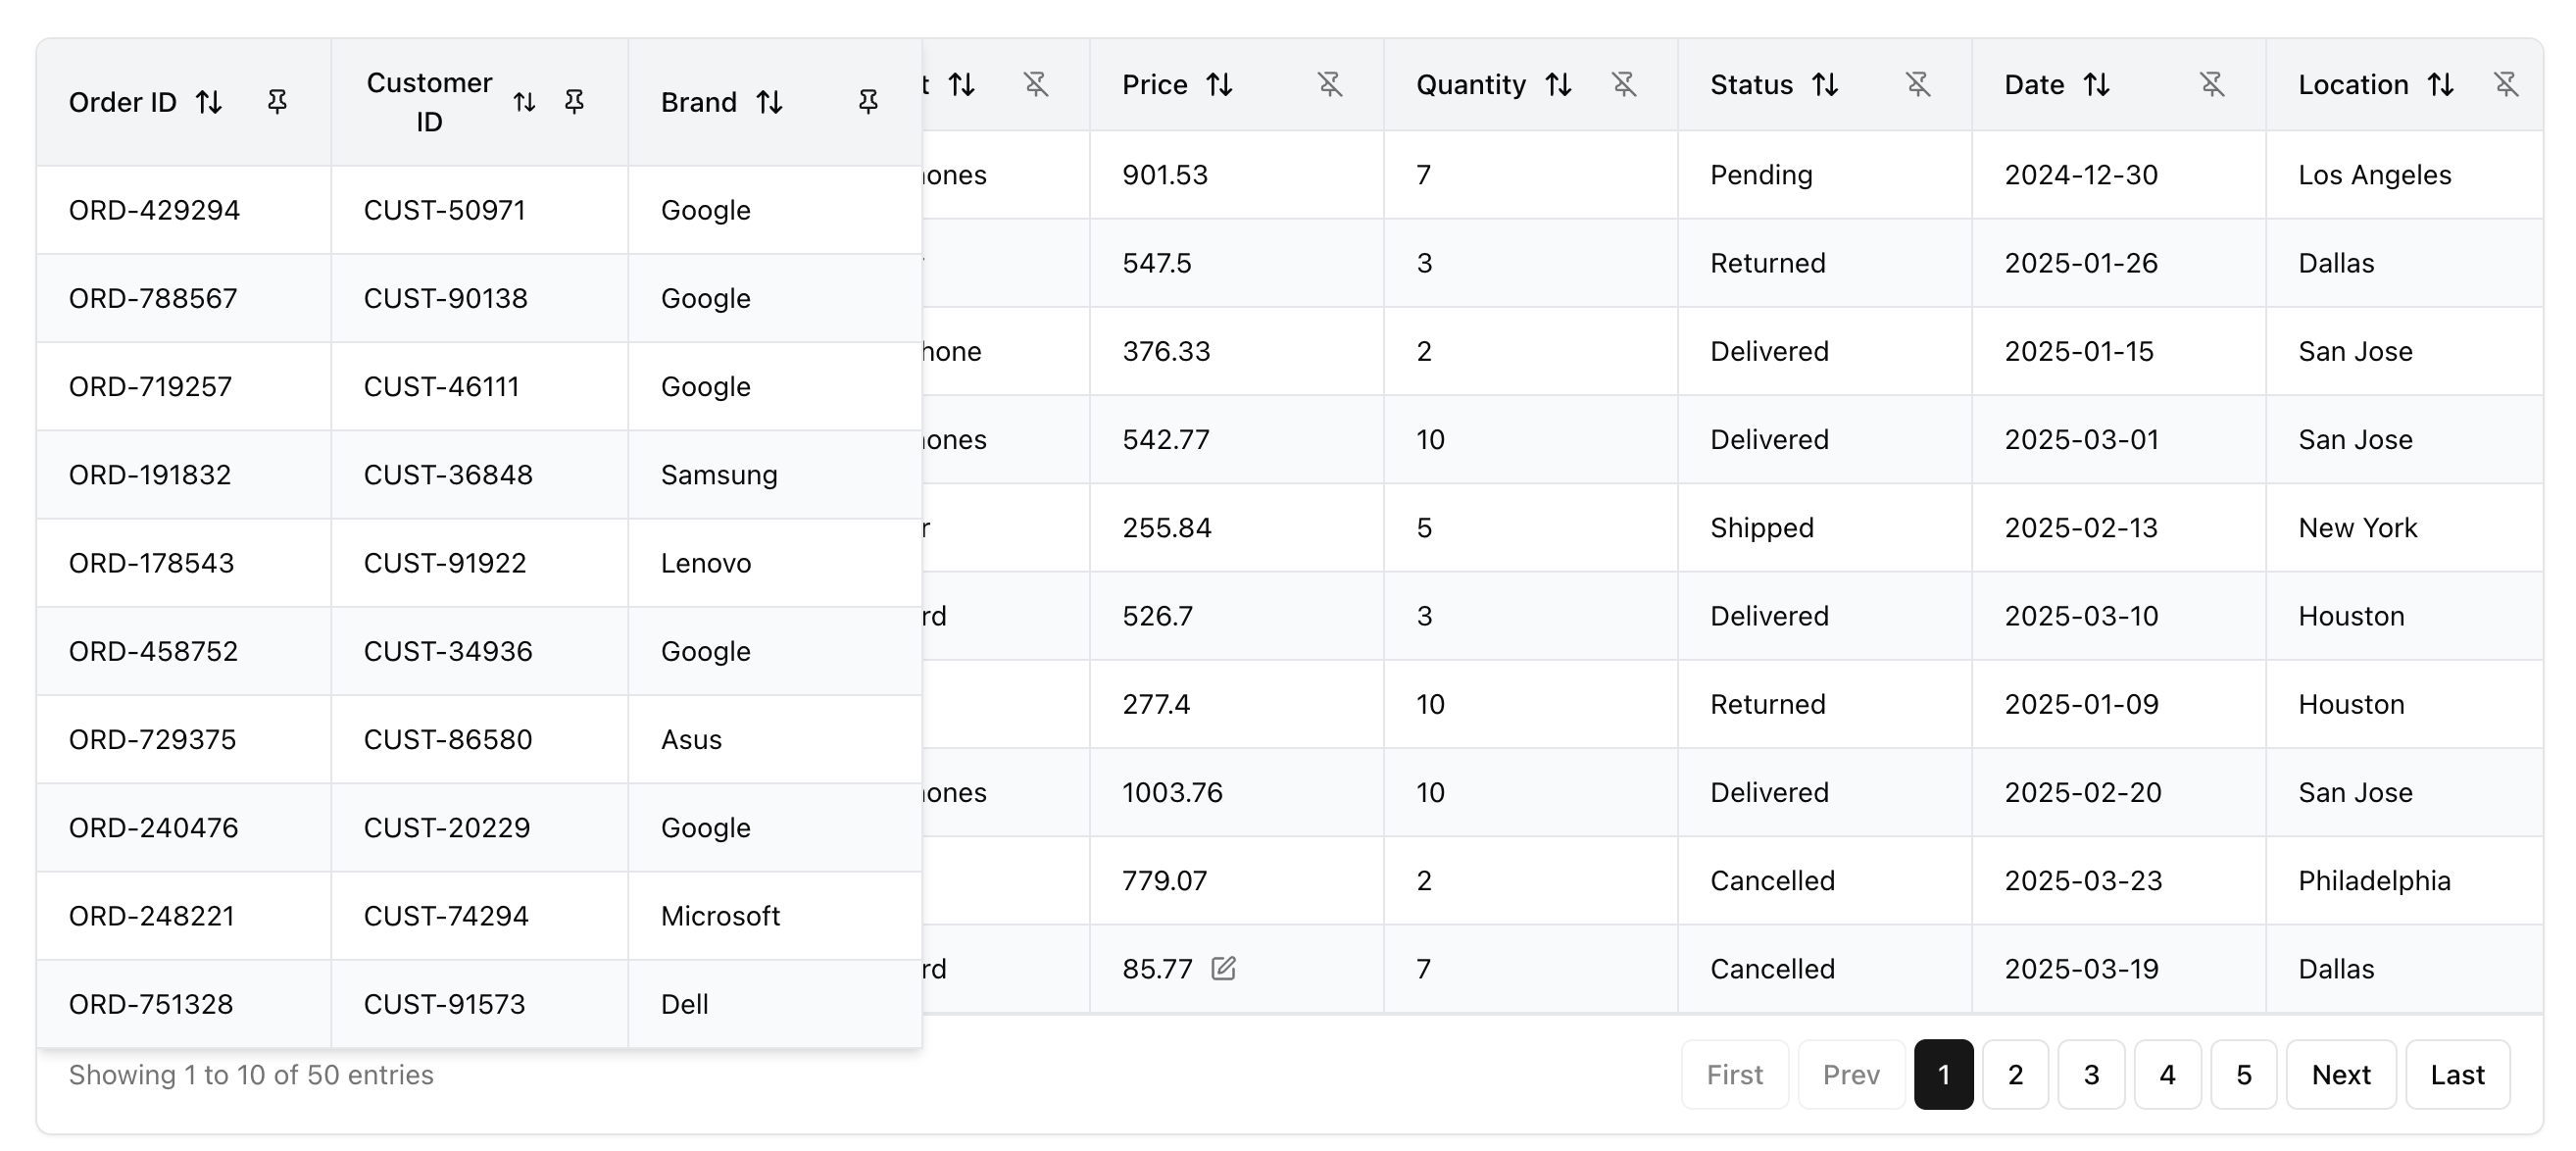 Order ID Customer ID Brand Price Quantity Status Date Location
ORD-429294 CUST-50971 Google 901.53 7 Pending 2024-12-30 Los Angeles
ORD-788567 CUST-90138 Google 547.5 3 Returned 2025-01-26 Dallas
ORD-719257 CUST-46111 Google 376.33 2 Delivered 2025-01-15 San Jose
ORD-191832 CUST-36848 Samsung 542.77 10 Delivered 2025-03-01 San Jose
ORD-178543 CUST-91922 Lenovo 255.84 5 Shipped 2025-02-13 New York
ORD-458752 CUST-34936 Google 526.7 3 Delivered 2025-03-10 Houston
ORD-729375 CUST-86580 Asus 277.4 10 Returned 2025-01-09 Houston
ORD-240476 CUST-20229 Google 1003.76 10 Delivered 2025-02-20 San Jose
ORD-248221 CUST-74294 Microsoft 779.07 2 Cancelled 2025-03-23 Philadelphia
ORD-751328 CUST-91573 Dell 85.77 7 Cancelled 2025-03-19 Dallas
Showing 1 to 10 of 50 entries First Prev 1 2 3 4 5 Next Last